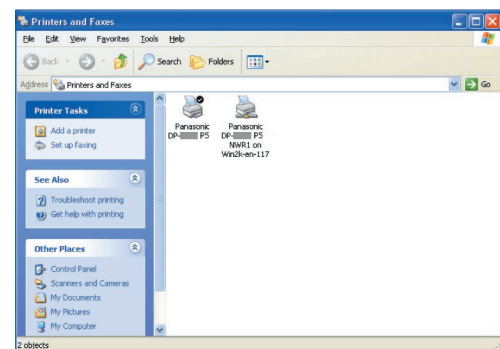 Printers and Faxes
File Edit View Favorites Tools Help
Back Search Folders
Address Printers and Faxes Go
Printer Tasks
Add a printer
Set up faxing
See Also
Troubleshoot printing
Get help with printing
Other Places
Control Panel
Scanners and Cameras
My Documents
My Pictures
My Computer
Panasonic
DP- PS
Panasonic
DP- PS
NWR1 on
Win2k-en-117
2 objects